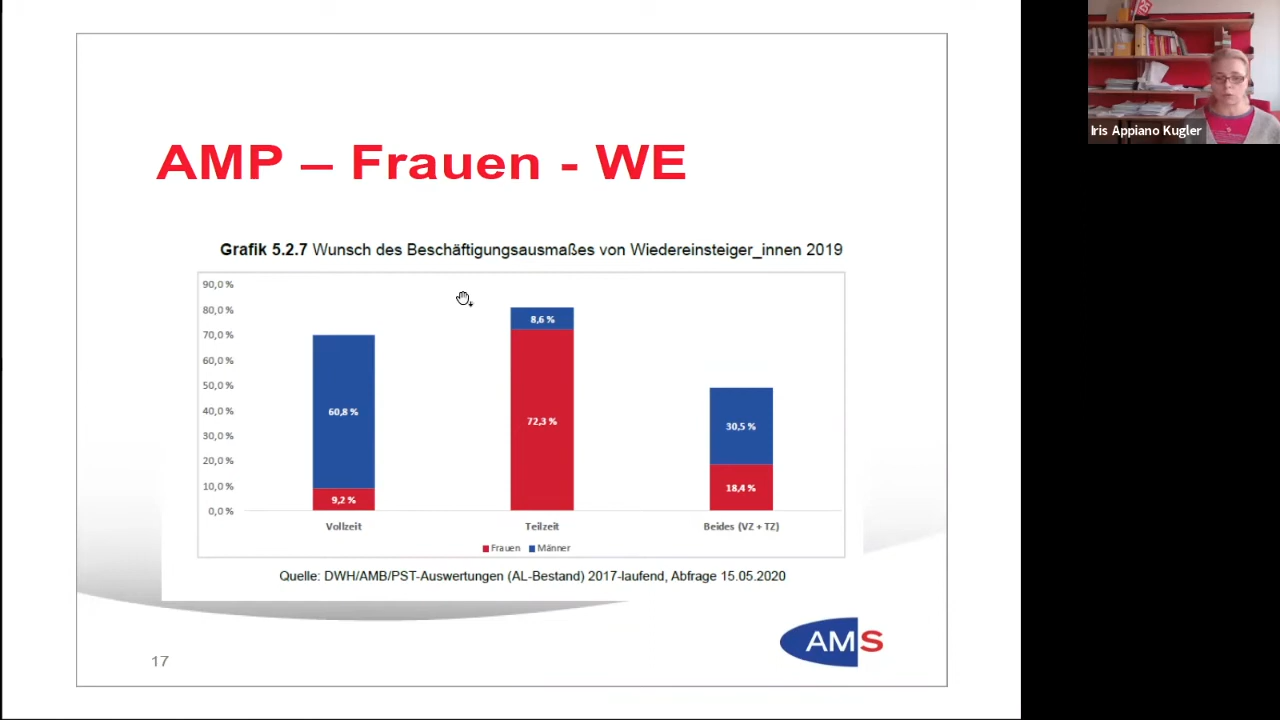 AMP – Frauen - WE
Grafik 5.2.7 Wunsch des Beschäftigungsausmaßes von Wiedereinsteiger_innen 2019
90,0 %
80,0 %
70,0 %
60,0 %
50,0 %
40,0 %
30,0 %
20,0 %
10,0 %
0,0 %
60,8 %
9,2 %
8,6 %
72,3 %
30,5 %
18,4 %
Vollzeit
Teilzeit
Beides (VZ + TZ)
Frauen Männer
Quelle: DWH/AMB/PST-Auswertungen (AL-Bestand) 2017-laufend, Abfrage 15.05.2020
AMS
17
Iris Appiano Kugler